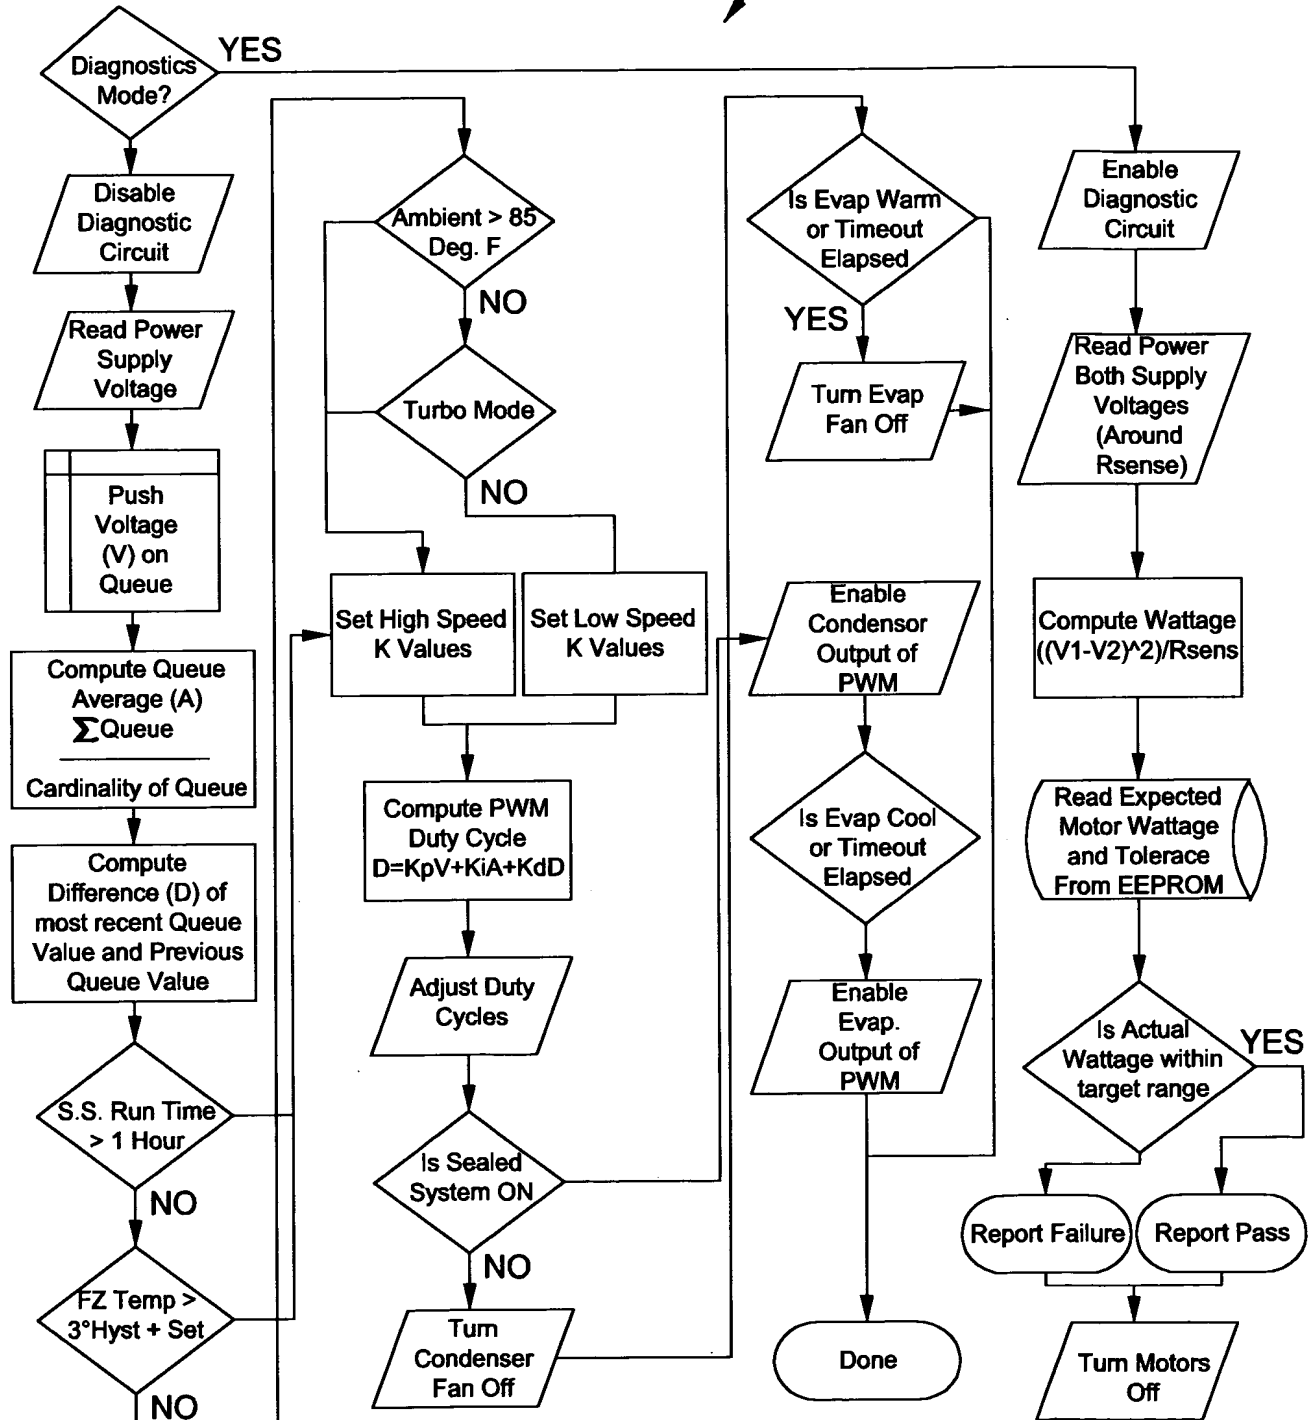 Diagnostics
Mode?
YES
Disable
Diagnostic
Circuit
Read Power
Supply
Voltage
Push
Voltage
(V) on
Queue
Compute Queue
Average (A)
ΣQueue
Cardinality of Queue
Compute
Difference (D) of
most recent Queue
Value and Previous
Queue Value
S.S. Run Time
> 1 Hour
NO
FZ Temp >
3°Hyst + Set
NO
Ambient > 85
Deg. F
NO
Turbo Mode
NO
Set High Speed
K Values
Set Low Speed
K Values
Compute PWM
Duty Cycle
D=KpV+KiA+KdD
Adjust Duty
Cycles
Is Sealed
System ON
NO
Turn
Condenser
Fan Off
Is Evap Warm
or Timeout
Elapsed
YES
Turn Evap
Fan Off
Enable
Condensor
Output of
PWM
Is Evap Cool
or Timeout
Elapsed
Enable
Evap.
Output of
PWM
Done
Enable
Diagnostic
Circuit
Read Power
Both Supply
Voltages
(Around
Rsense)
Compute Wattage
((V1-V2)^2)/Rsens
Read Expected
Motor Wattage
and Tolerace
From EEPROM
Is Actual
Wattage within
target range
YES
Report Failure
Report Pass
Turn Motors
Off